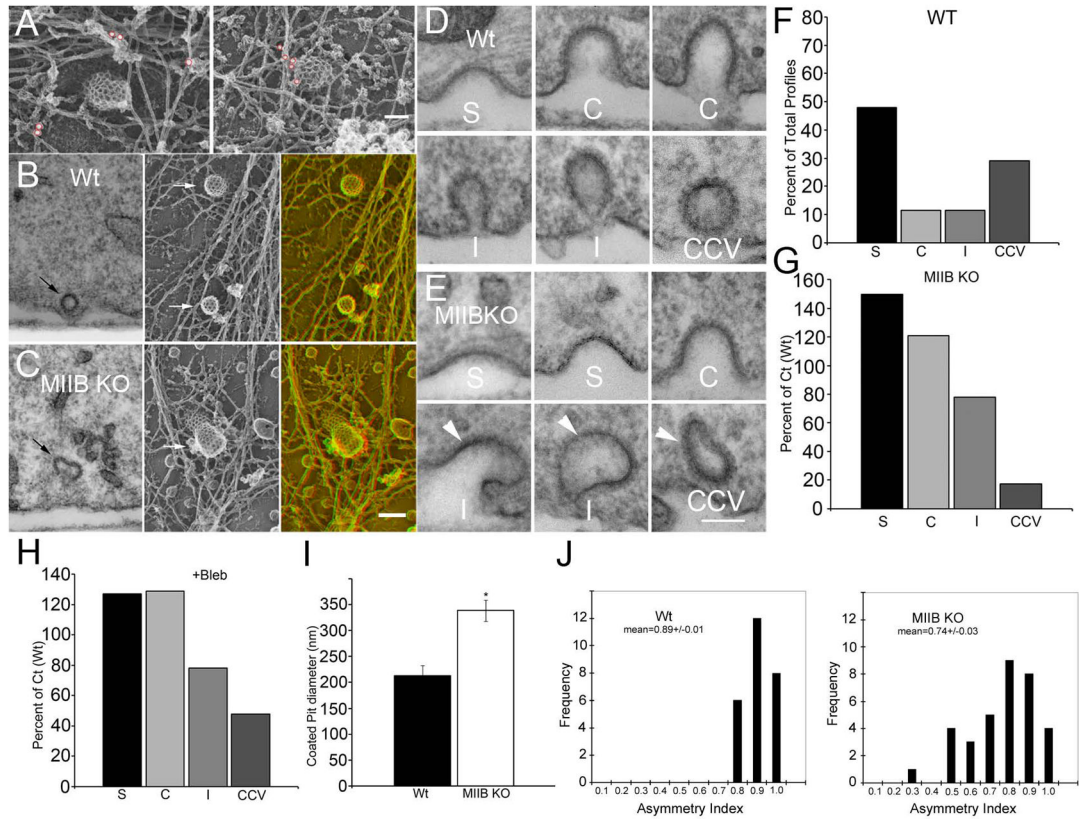 A
B
Wt
C
MIIB KO
D
Wt
S
C
C
I
I
CCV
E
MIIBKO
S
S
C
I
I
CCV
F
WT
Percent of Total Profiles
80
70
60
50
40
30
20
10
0
S C I CCV
G
MIIB KO
Percent of Ct (Wt)
160
140
120
100
80
60
40
20
0
S C I CCV
H
+Bleb
Percent of Ct (Wt)
140
120
100
80
60
40
20
0
S C I CCV
I
*
Coated Pit diameter (nm)
350
300
250
200
150
100
50
0
Wt MIIB KO
J
Wt
mean=0.89+/-0.01
Frequency
12
10
8
6
4
2
0
0.1 0.2 0.3 0.4 0.5 0.6 0.7 0.8 0.9 1.0
Asymmetry Index
MIIB KO
mean=0.74+/-0.03
Frequency
12
10
8
6
4
2
0
0.1 0.2 0.3 0.4 0.5 0.6 0.7 0.8 0.9 1.0
Asymmetry Index